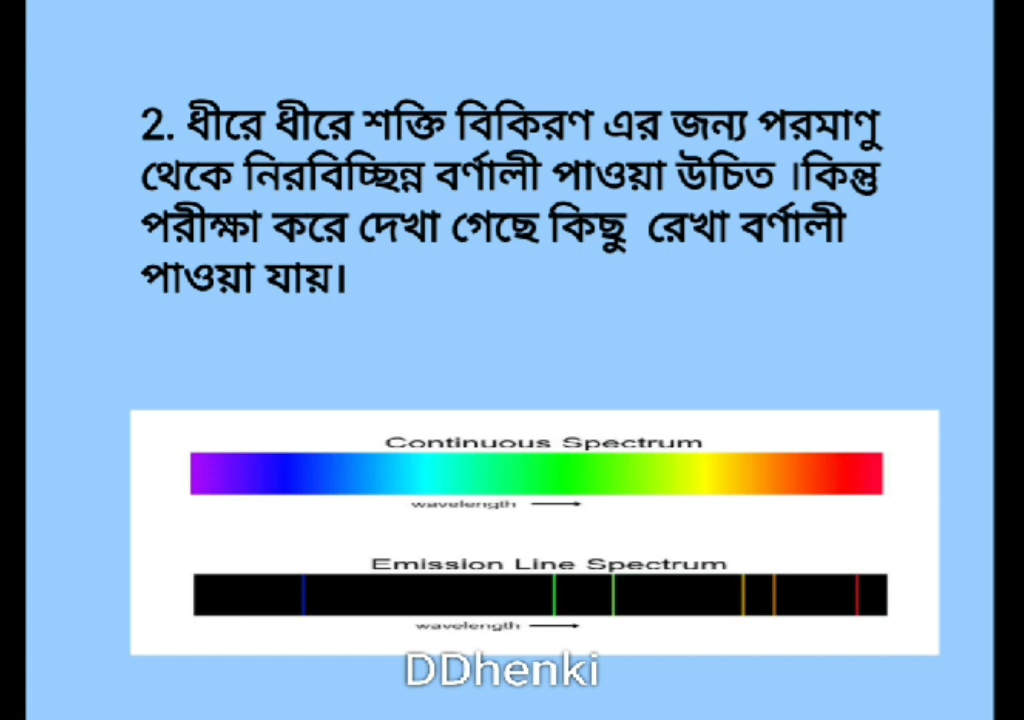 2. ধীরে ধীরে শক্তি বিকিরণ এর জন্য পরমাণু
থেকে নিরবিচ্ছিন্ন বর্ণালী পাওয়া উচিত ।কিন্তু
পরীক্ষা করে দেখা গেছে কিছু রেখা বর্ণালী
পাওয়া যায়।
Continuous Spectrum
wavelength
Emission Line Spectrum
wavelength
DDhenki